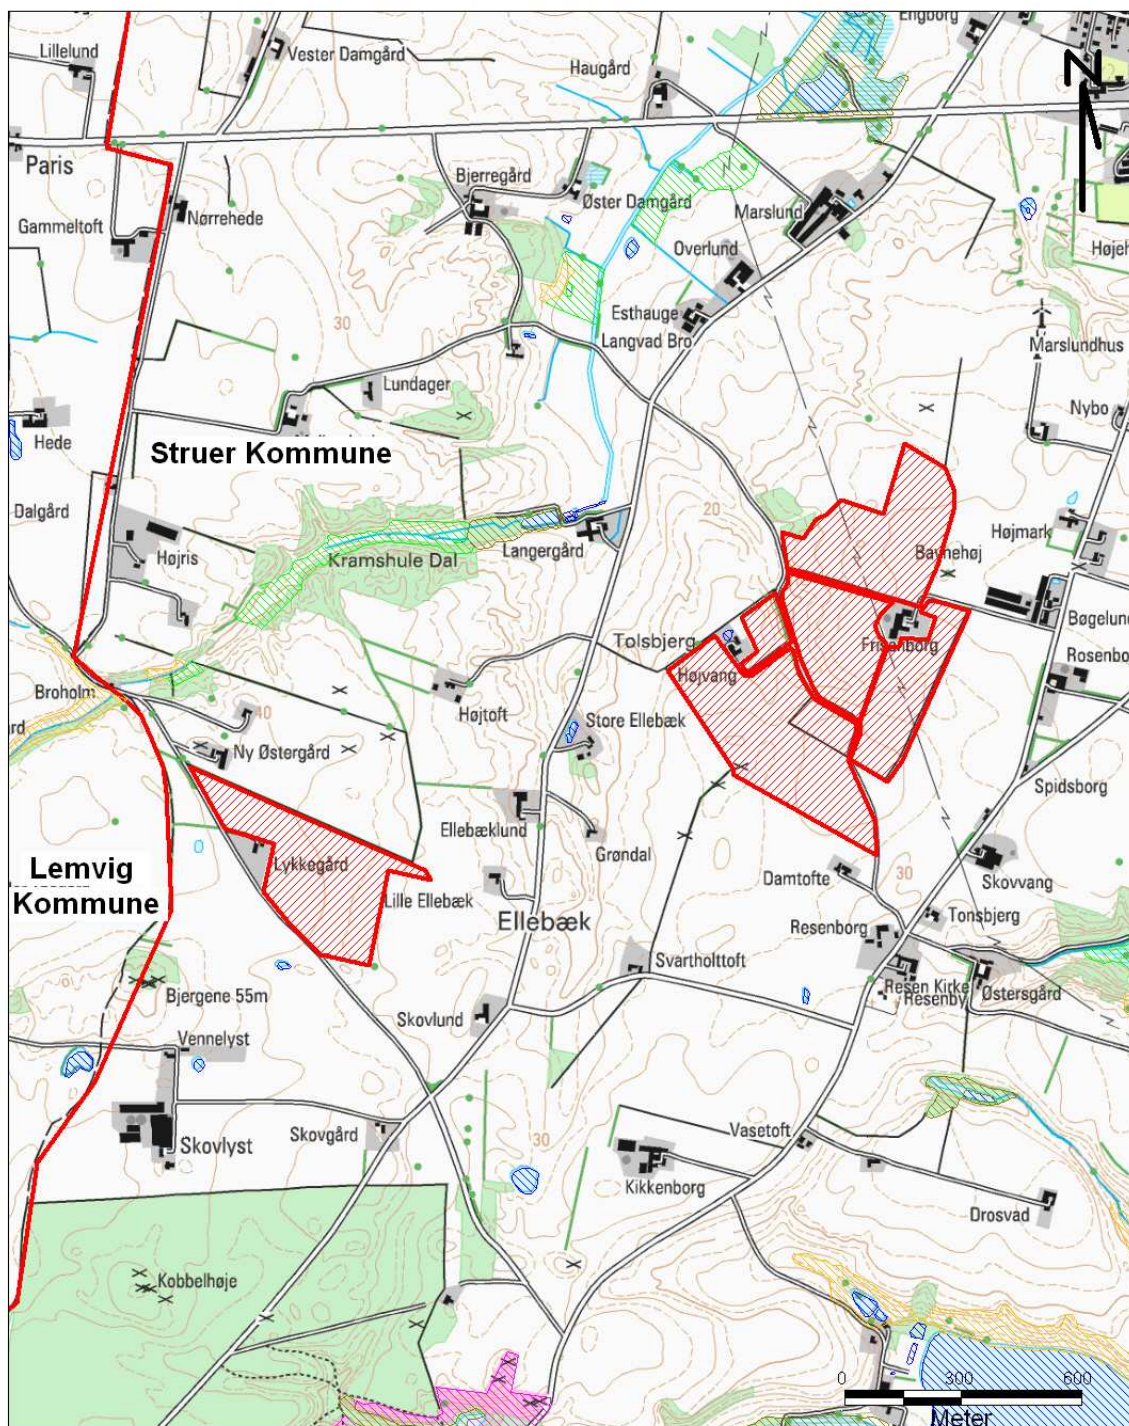 Lillelund
Vester Damgård
Haugård
Engborg
N
Paris
Bjerregård
Øster Damgård
Marslund
Gammeltoft
Nørrehede
Overlund
Højeh
30
Esthauge
Langvad Bro
Marslundhus
Lundager
Nybo
Hede
Struer Kommune
Dalgård
20
Højris
Langergård
Kramshule Dal
Højmark
Bavnehøj
Bøgelund
Tolsbjerg
Frisenborg
Rosenbo
Højvang
Broholm
ard
Højtoft
40
Store Ellebæk
Ny Østergård
Spidsborg
Ellebæklund
Grøndal
Lykkegård
Lemvig
Kommune
Damtofte
30
Skovvang
Lille Ellebæk
Ellebæk
Tonsbjerg
Resenborg
Svartholttoft
Resen Kirke
Resenby
Østersgård
Bjergene 55m
Skovlund
Vennelyst
Skovgård
30
Vasetoft
Skovlyst
Kikkenborg
Drosvad
Kobbelhøje
0 300 600
Meter